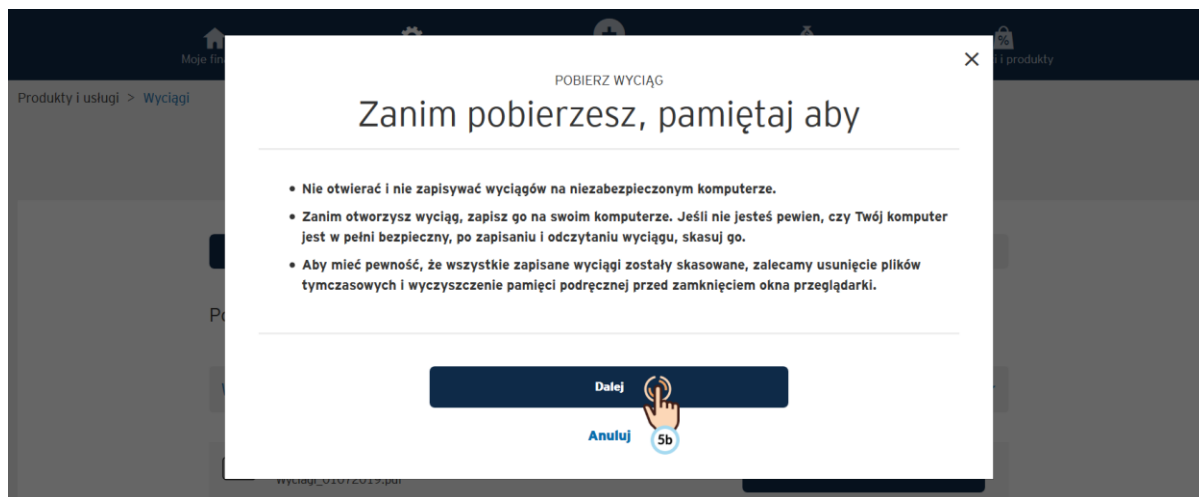 Moje fin
i i produkty
Produkty i usługi > Wyciągi
POBIERZ WYCIĄG
Zanim pobierzesz, pamiętaj aby
• Nie otwierać i nie zapisywać wyciągów na niezabezpieczonym komputerze.
• Zanim otworzysz wyciąg, zapisz go na swoim komputerze. Jeśli nie jesteś pewien, czy Twój komputer
jest w pełni bezpieczny, po zapisaniu i odczytaniu wyciągu, skasuj go.
• Aby mieć pewność, że wszystkie zapisane wyciągi zostały skasowane, zalecamy usunięcie plików
tymczasowych i wyczyszczenie pamięci podręcznej przed zamknięciem okna przeglądarki.
Dalej
Anuluj
5b
Wyciagi_01072019.pdf